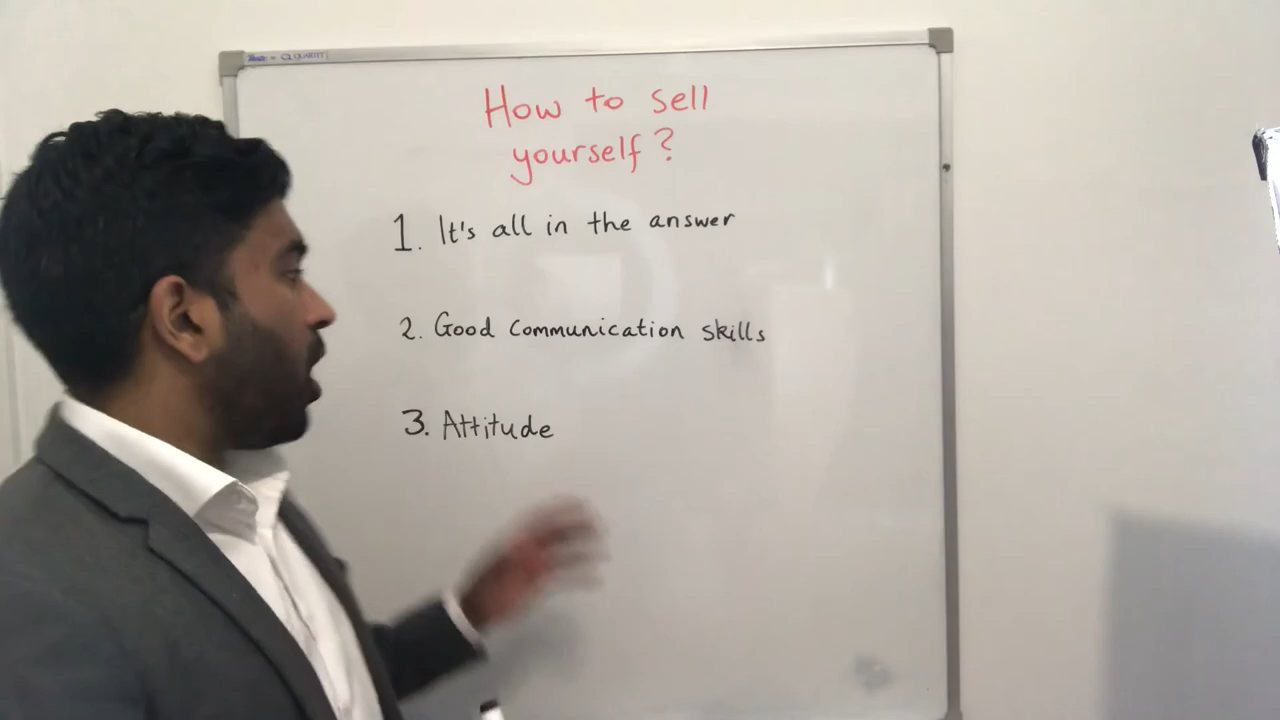 How to sell
yourself?
1. It's all in the answer
2. Good communication skills
3. Attitude